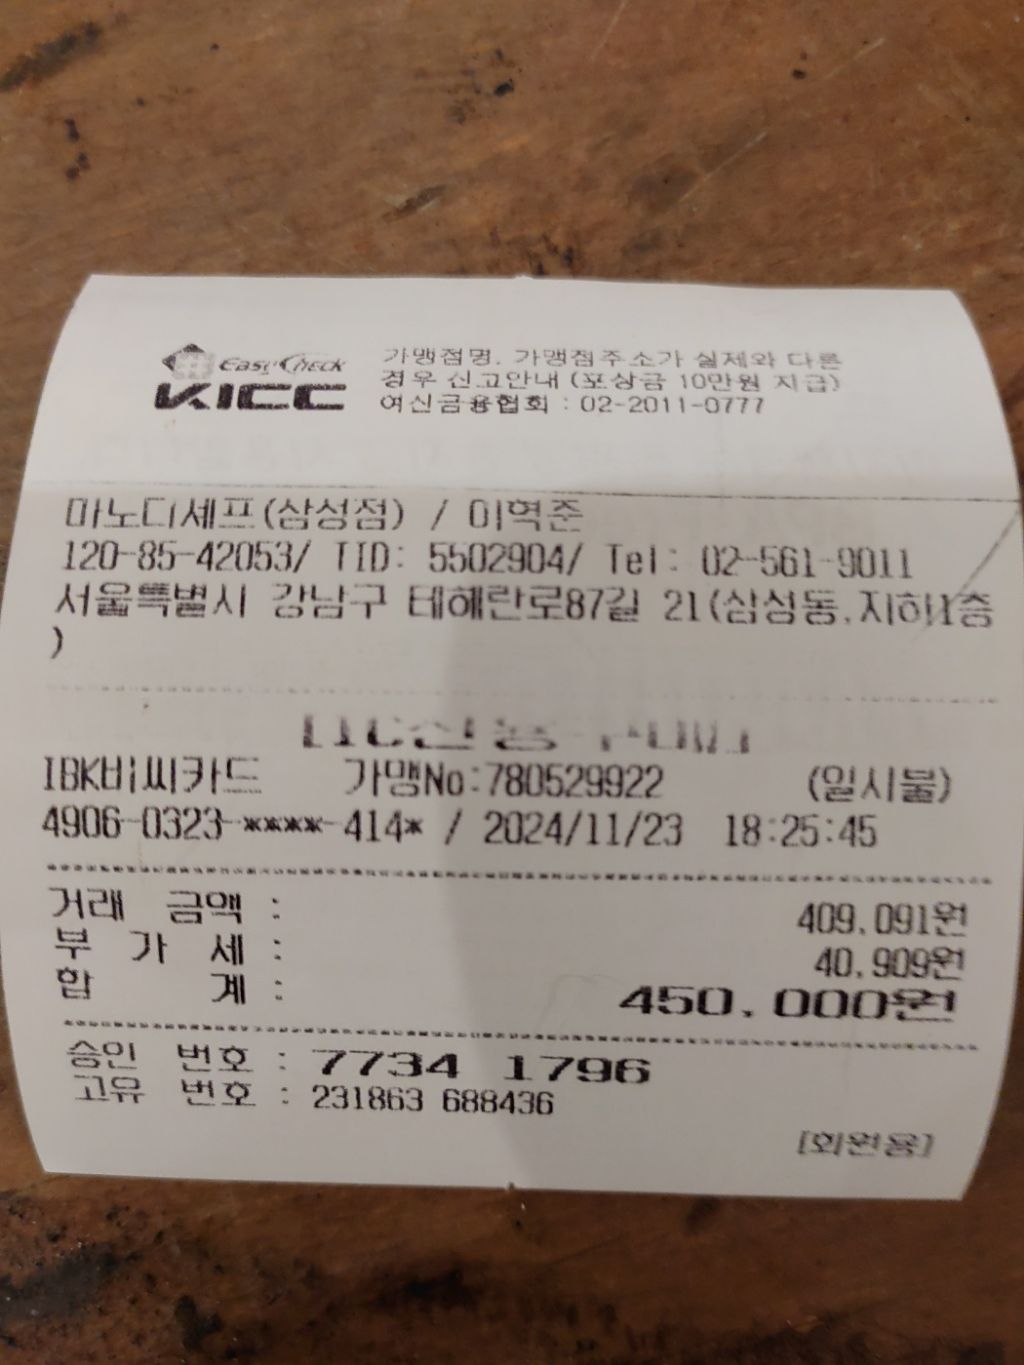 Easy Check
KICC
가맹점명, 가맹점주소가 실제와 다른
경우 신고안내 (포상금 10만원 지급)
여신금융협회 : 02-2011-0777
마노디셰프(삼성점) / 이혁준
120-85-42053/ TID: 5502904/ Tel: 02-561-9011
서울특별시 강남구 테헤란로87길 21(삼성동,지하1층
)
IC신용
IBK비씨카드 가맹No:780529922 (일시불)
4906-0323-****-414* / 2024/11/23 18:25:45
거래 금액 : 409,091원
부 가 세 : 40,909원
합 계 : 450,000원
승인 번호 : 7734 1796
고유 번호 : 231863 688436
[회원용]